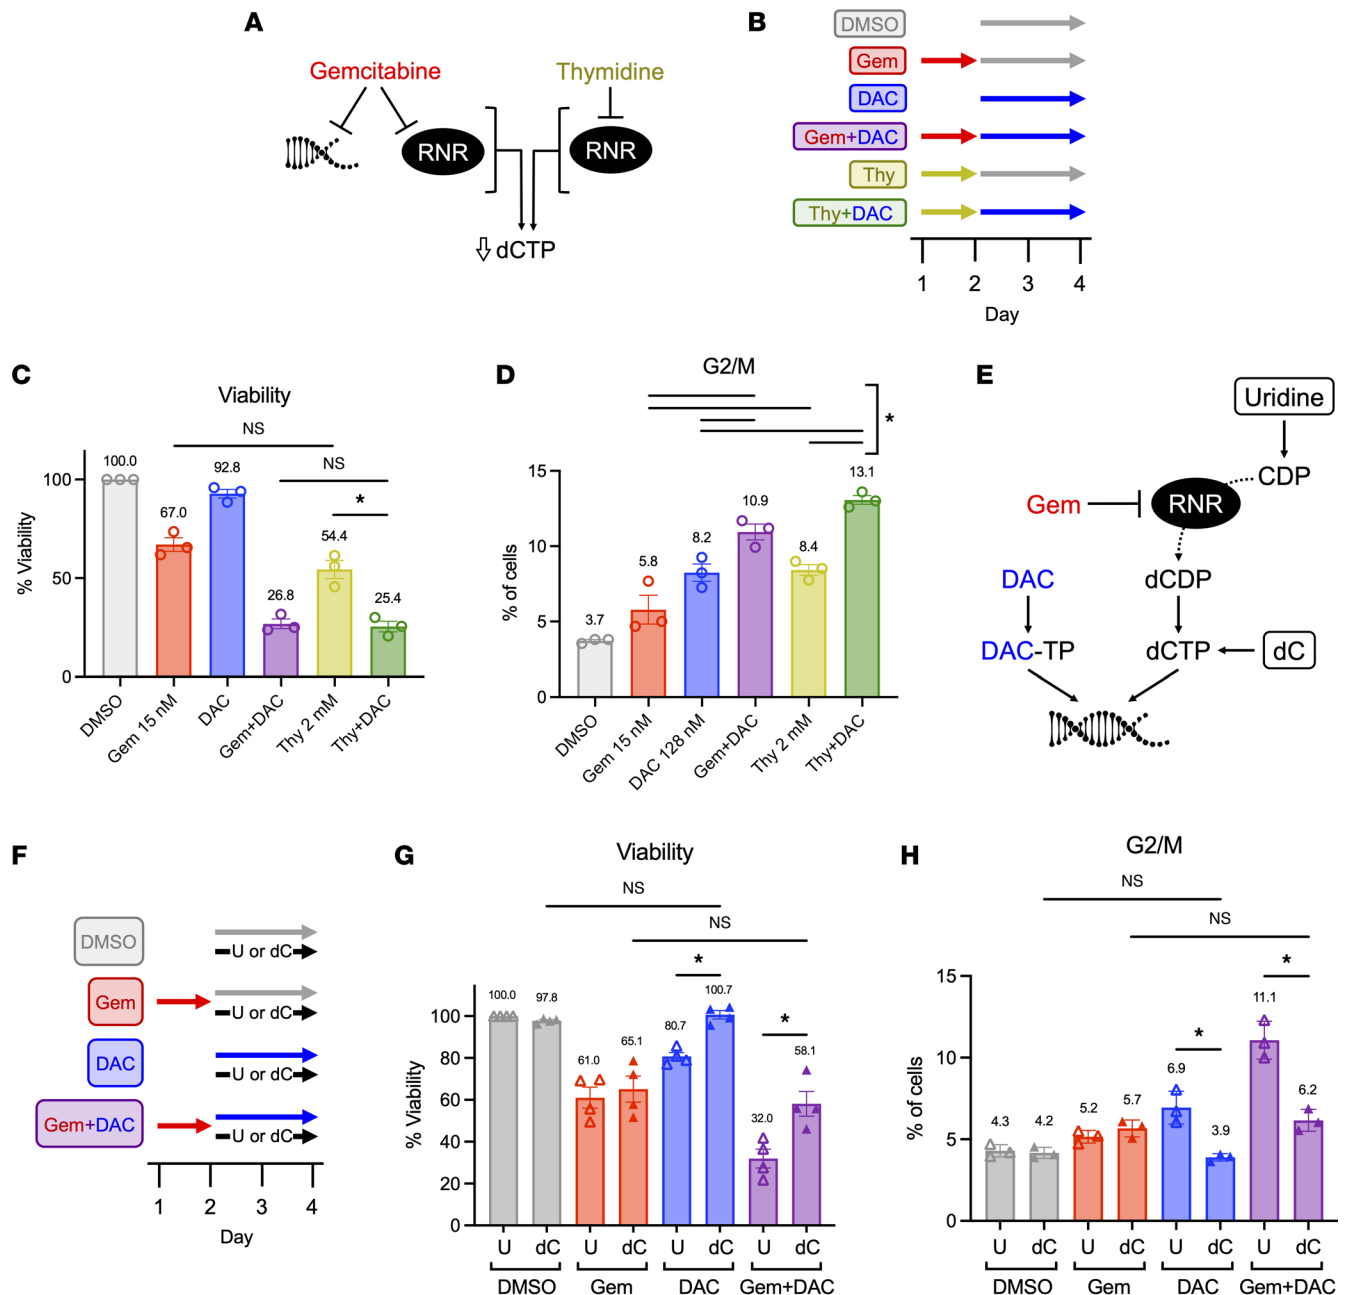 A
Gemcitabine
Thymidine
RNR
RNR
dCTP
B
DMSO
Gem
DAC
Gem+DAC
Thy
Thy+DAC
1 2 3 4
Day
C
Viability
NS
NS
*
100.0
67.0
92.8
26.8
54.4
25.4
% Viability
100
50
0
DMSO
Gem 15 nM
DAC
Gem+DAC
Thy 2 mM
Thy+DAC
D
G2/M
*
3.7
5.8
8.2
10.9
8.4
13.1
% of cells
15
10
5
0
DMSO
Gem 15 nM
DAC 128 nM
Gem+DAC
Thy 2 mM
Thy+DAC
E
Uridine
CDP
Gem
RNR
DAC
dCDP
DAC-TP
dCTP
dC
F
DMSO
U or dC
Gem
U or dC
DAC
U or dC
Gem+DAC
U or dC
1 2 3 4
Day
G
Viability
NS
NS
*
*
100.0
97.8
61.0
65.1
80.7
100.7
32.0
58.1
% Viability
100
80
60
40
20
0
U dC U dC U dC U dC
DMSO Gem DAC Gem+DAC
H
G2/M
NS
NS
*
*
4.3
4.2
5.2
5.7
6.9
3.9
11.1
6.2
% of cells
15
10
5
0
U dC U dC U dC U dC
DMSO Gem DAC Gem+DAC